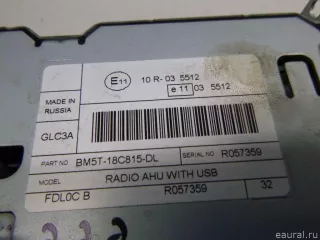 E11
10 R- 03 5512
e 11 03 5512
MADE IN
RUSSIA
GLC3A
PART NO BM5T-18C815-DL SERIAL NO R057359
MODEL RADIO AHU WITH USB
FDL0C B R057359 32
eaural.ru